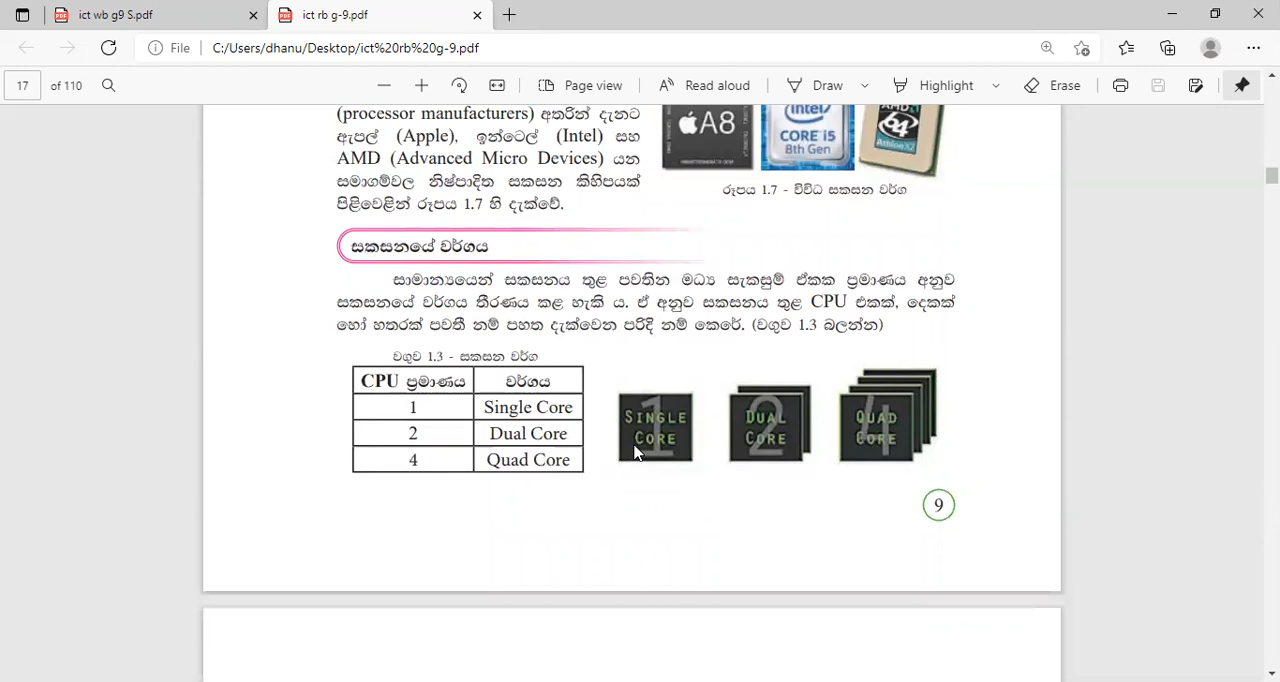 ict wb g9 S.pdf
ict rb g-9.pdf
File
C:/Users/dhanu/Desktop/ict%20rb%20g-9.pdf
17 of 110
Page view
Read aloud
Draw
Highlight
Erase
(processor manufacturers) අතරින් දැනට
ඇපල් (Apple), ඉන්ටෙල් (Intel) සහ
AMD (Advanced Micro Devices) යන
සමාගම්වල නිෂ්පාදිත සකසන කිහිපයක්
පිළිවෙළින් රූපය 1.7 හි දැක්වේ.
A8
intel
CORE i5
8th Gen
64
Athlon X2
රූපය 1.7 - විවිධ සකසන වර්ග
සකසනයේ වර්ගය
සාමාන්‍යයෙන් සකසනය තුළ පවතින මධ්‍ය සැකසුම් ඒකක ප්‍රමාණය අනුව
සකසනයේ වර්ගය තීරණය කළ හැකි ය. ඒ අනුව සකසනය තුළ CPU එකක්, දෙකක්
හෝ හතරක් පවතී නම් පහත දැක්වෙන පරිදි නම් කෙරේ. (වගුව 1.3 බලන්න)
වගුව 1.3 - සකසන වර්ග
CPU ප්‍රමාණය වර්ගය
1 Single Core
2 Dual Core
4 Quad Core
1
SINGLE
CORE
2
DUAL
CORE
4
QUAD
CORE
9